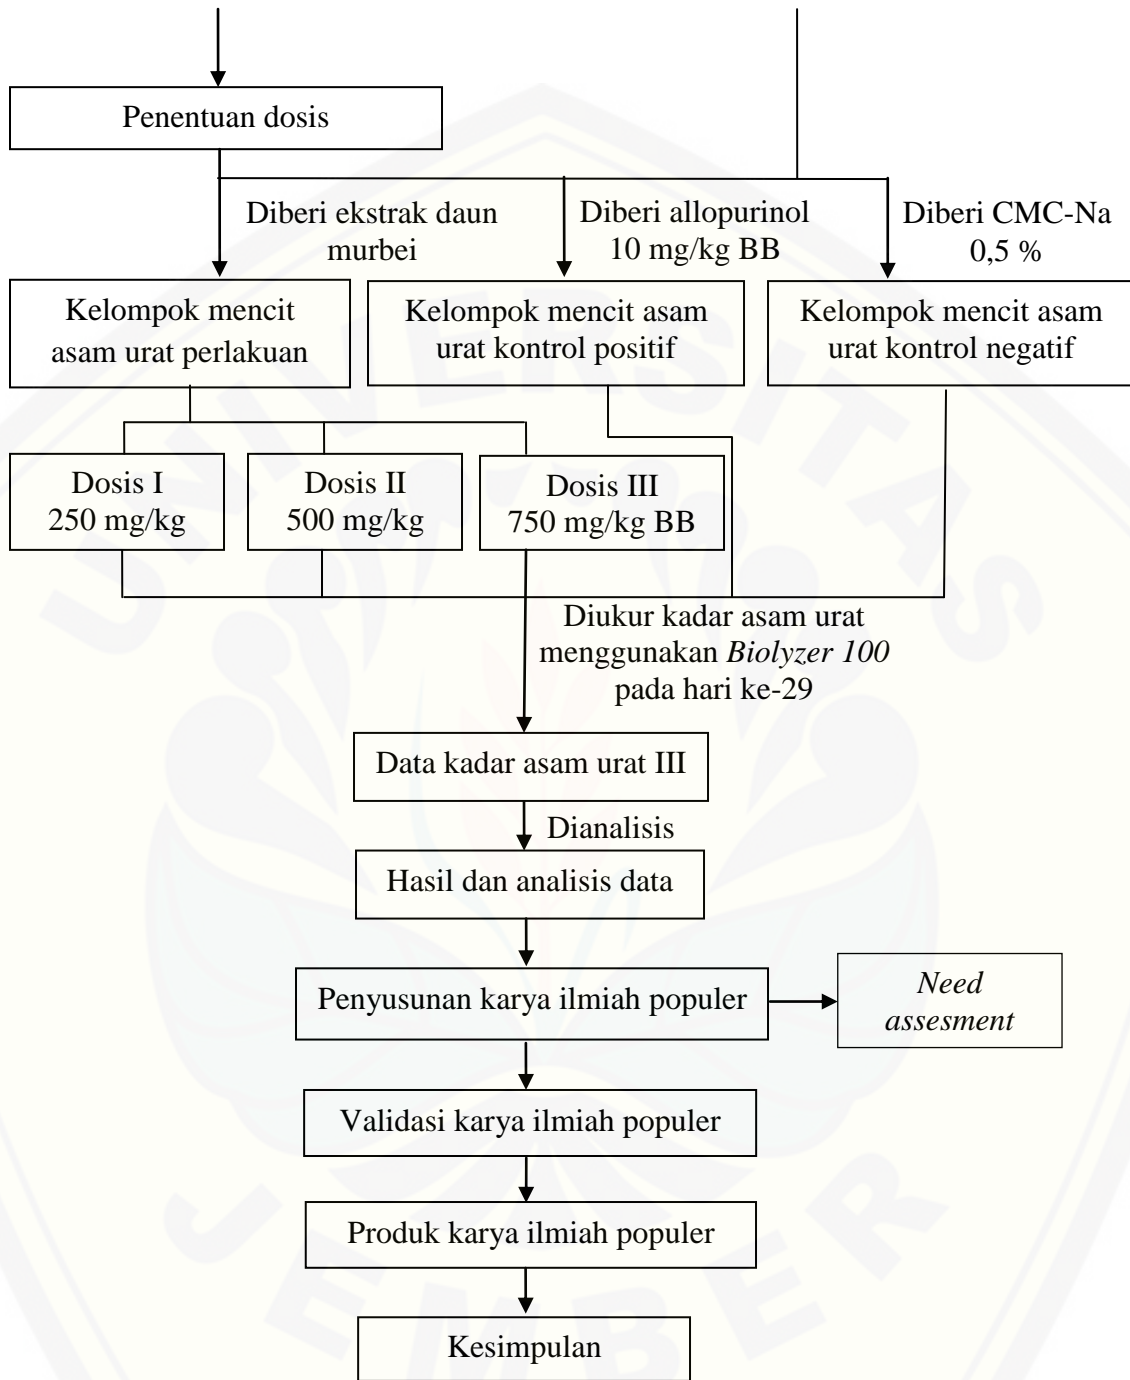 Penentuan dosis
Diberi ekstrak daun
murbei
Diberi allopurinol
10 mg/kg BB
Diberi CMC-Na
0,5 %
Kelompok mencit
asam urat perlakuan
Kelompok mencit asam
urat kontrol positif
Kelompok mencit asam
urat kontrol negatif
Dosis I
250 mg/kg
Dosis II
500 mg/kg
Dosis III
750 mg/kg BB
Diukur kadar asam urat
menggunakan Biolyzer 100
pada hari ke-29
Data kadar asam urat III
Dianalisis
Hasil dan analisis data
Penyusunan karya ilmiah populer
Need
assesment
Validasi karya ilmiah populer
Produk karya ilmiah populer
Kesimpulan
UNIVERSITAS
JEMBER